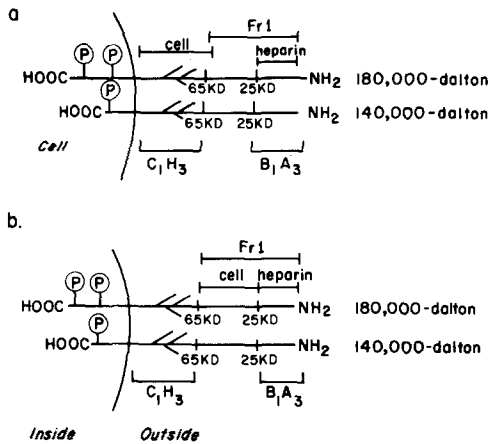 a
Fr1
cell
heparin
P P
HOOC NH2 180,000-dalton
65KD 25KD
P
HOOC NH2 140,000-dalton
65KD 25KD
Cell
C1H3 B1A3
b.
Fr1
cell heparin
P P
HOOC NH2 180,000-dalton
65KD 25KD
P
HOOC NH2 140,000-dalton
65KD 25KD
C1H3 B1A3
Inside Outside